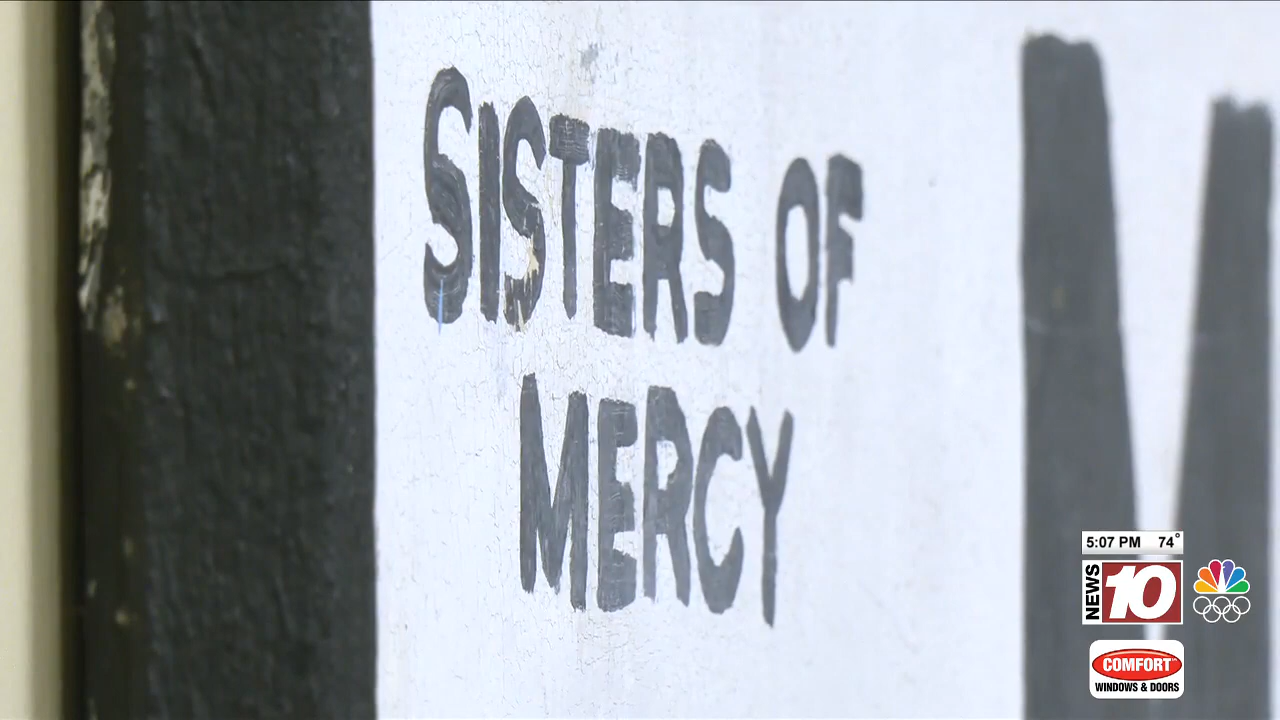 SISTERS OF
MERCY
5:07 PM 74°
NEWS 10
COMFORT
WINDOWS & DOORS